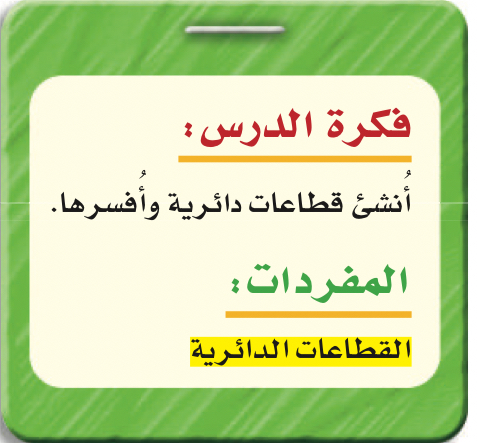 فكرة الدرس:
أُنشئ قطاعات دائرية وأُفسرها.
المفردات:
القطاعات الدائرية